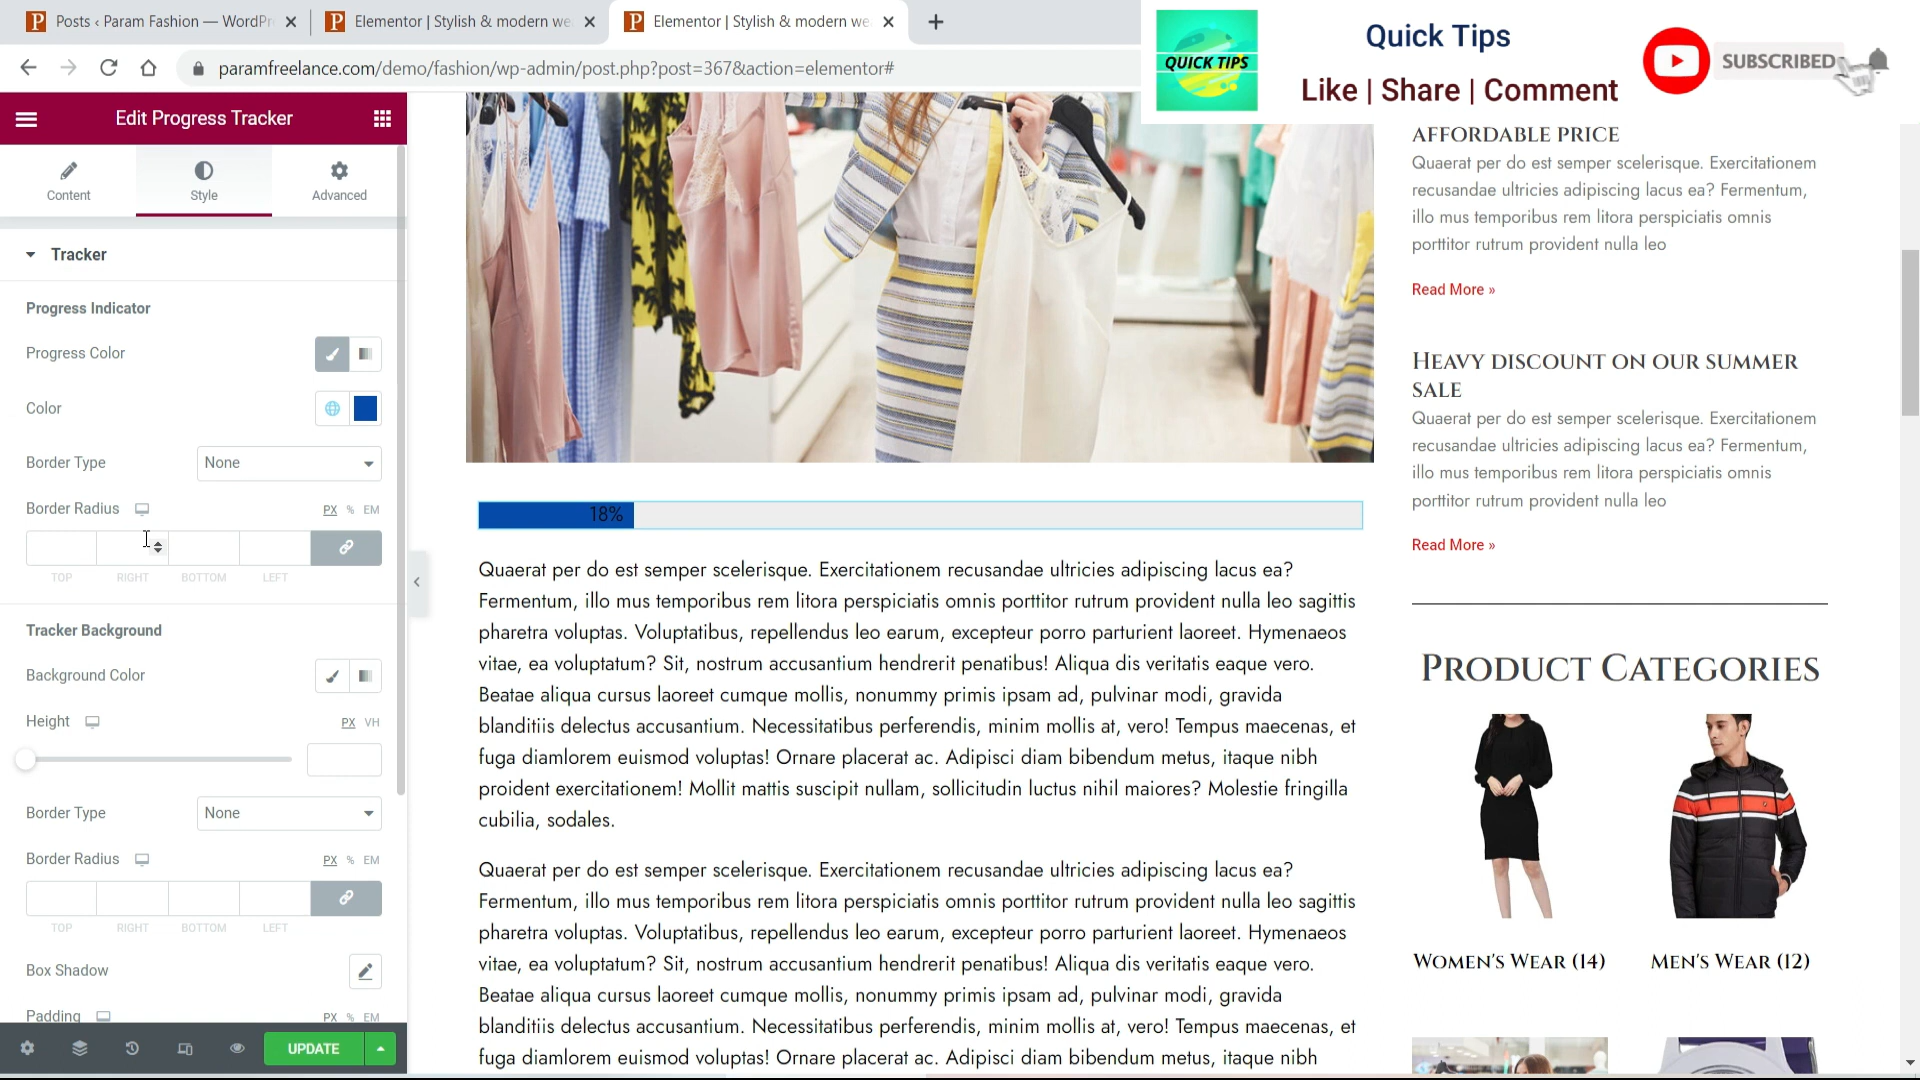 Posts ‹ Param Fashion — WordPr
Elementor | Stylish & modern we
Elementor | Stylish & modern we
paramfreelance.com/demo/fashion/wp-admin/post.php?post=367&action=elementor#
QUICK TIPS
Quick Tips
Like | Share | Comment
SUBSCRIBED
Edit Progress Tracker
Content
Style
Advanced
Tracker
Progress Indicator
Progress Color
Color
Border Type
None
Border Radius
PX % EM
TOP RIGHT BOTTOM LEFT
Tracker Background
Background Color
Height
PX VH
Border Type
None
Border Radius
PX % EM
TOP RIGHT BOTTOM LEFT
Box Shadow
Padding
PX % EM
UPDATE
18%
Quaerat per do est semper scelerisque. Exercitationem recusandae ultricies adipiscing lacus ea?
Fermentum, illo mus temporibus rem litora perspiciatis omnis porttitor rutrum provident nulla leo sagittis
pharetra voluptas. Voluptatibus, repellendus leo earum, excepteur porro parturient laoreet. Hymenaeos
vitae, ea voluptatum? Sit, nostrum accusantium hendrerit penatibus! Aliqua dis veritatis eaque vero.
Beatae aliqua cursus laoreet cumque mollis, nonummy primis ipsam ad, pulvinar modi, gravida
blanditiis delectus accusantium. Necessitatibus perferendis, minim mollis at, vero! Tempus maecenas, et
fuga diamlorem euismod voluptas! Ornare placerat ac. Adipisci diam bibendum metus, itaque nibh
proident exercitationem! Mollit mattis suscipit nullam, sollicitudin luctus nihil maiores? Molestie fringilla
cubilia, sodales.
Quaerat per do est semper scelerisque. Exercitationem recusandae ultricies adipiscing lacus ea?
Fermentum, illo mus temporibus rem litora perspiciatis omnis porttitor rutrum provident nulla leo sagittis
pharetra voluptas. Voluptatibus, repellendus leo earum, excepteur porro parturient laoreet. Hymenaeos
vitae, ea voluptatum? Sit, nostrum accusantium hendrerit penatibus! Aliqua dis veritatis eaque vero.
Beatae aliqua cursus laoreet cumque mollis, nonummy primis ipsam ad, pulvinar modi, gravida
blanditiis delectus accusantium. Necessitatibus perferendis, minim mollis at, vero! Tempus maecenas, et
fuga diamlorem euismod voluptas! Ornare placerat ac. Adipisci diam bibendum metus, itaque nibh
AFFORDABLE PRICE
Quaerat per do est semper scelerisque. Exercitationem
recusandae ultricies adipiscing lacus ea? Fermentum,
illo mus temporibus rem litora perspiciatis omnis
porttitor rutrum provident nulla leo
Read More »
HEAVY DISCOUNT ON OUR SUMMER
SALE
Quaerat per do est semper scelerisque. Exercitationem
recusandae ultricies adipiscing lacus ea? Fermentum,
illo mus temporibus rem litora perspiciatis omnis
porttitor rutrum provident nulla leo
Read More »
PRODUCT CATEGORIES
WOMEN'S WEAR (14)
MEN'S WEAR (12)